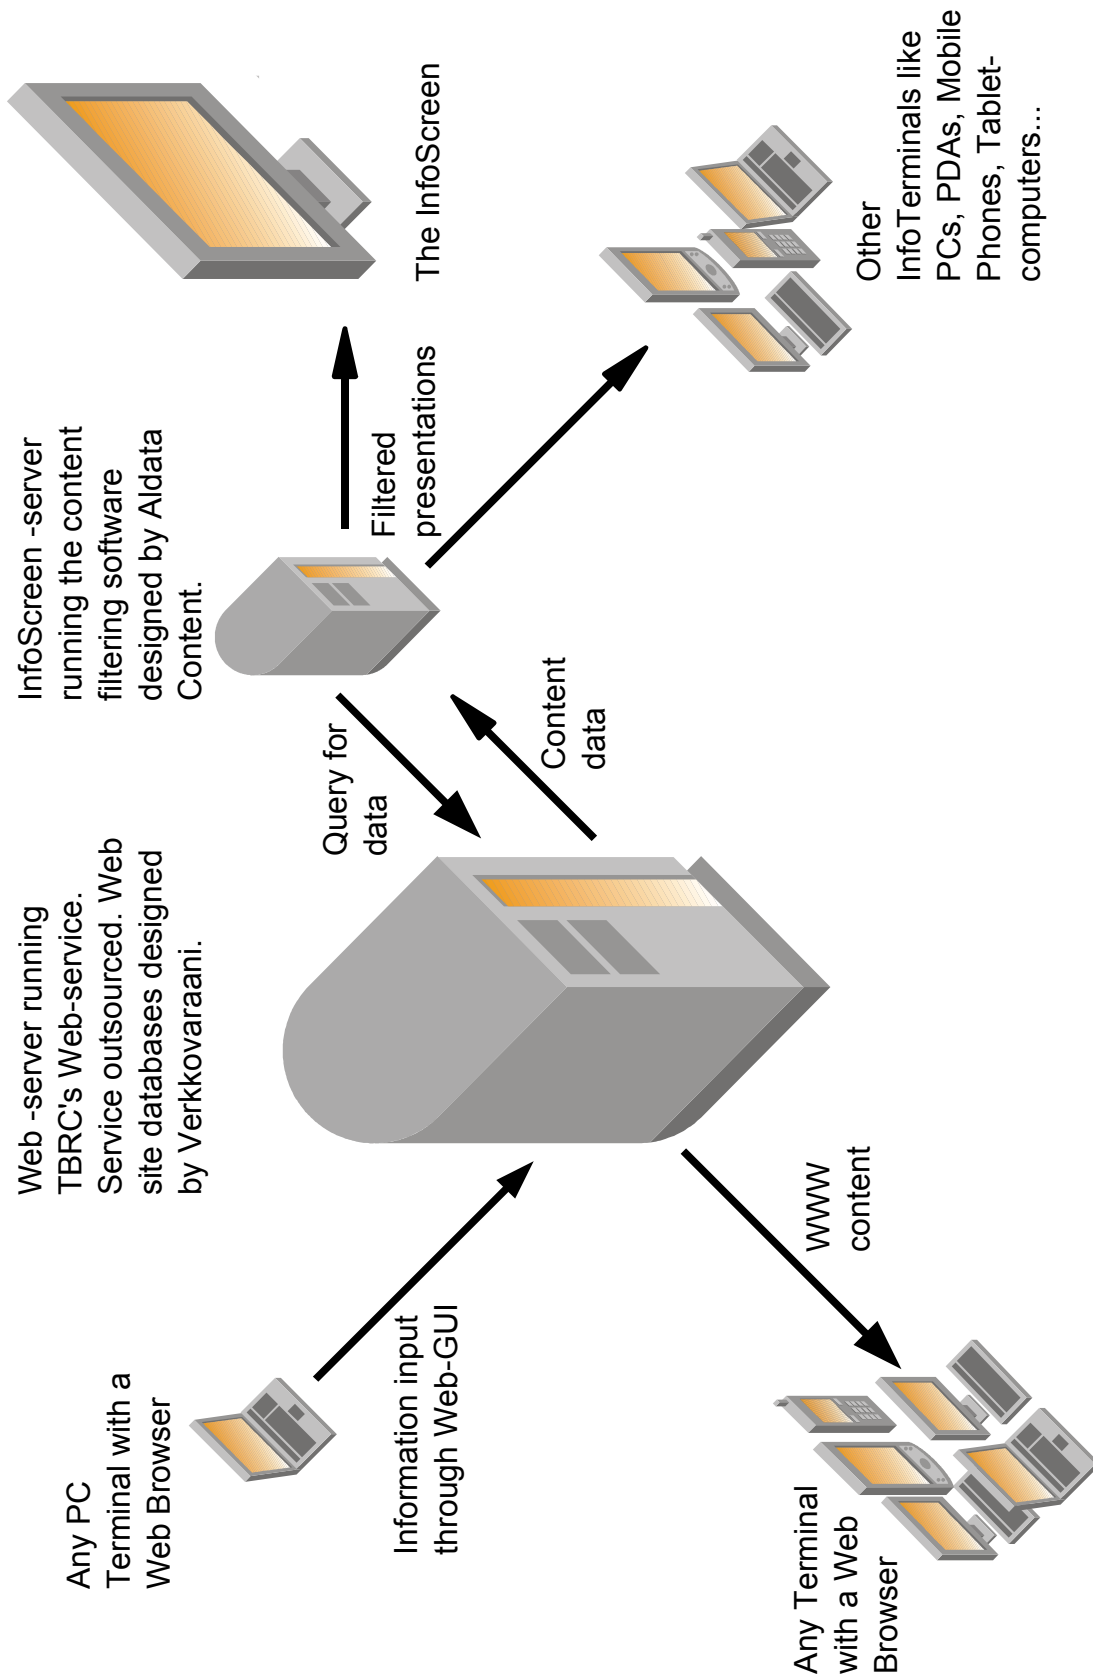 Any PC
Terminal with a
Web Browser
Web -server running
TBRC's Web-service.
Service outsourced. Web
site databases designed
by Verkkovaraani.
InfoScreen -server
running the content
filtering software
designed by Aldata
Content.
The InfoScreen
Information input
through Web-GUI
Query for
data
Content
data
Filtered
presentations
Any Terminal
with a Web
Browser
WWW
content
Other
InfoTerminals like
PCs, PDAs, Mobile
Phones, Tablet-
computers...